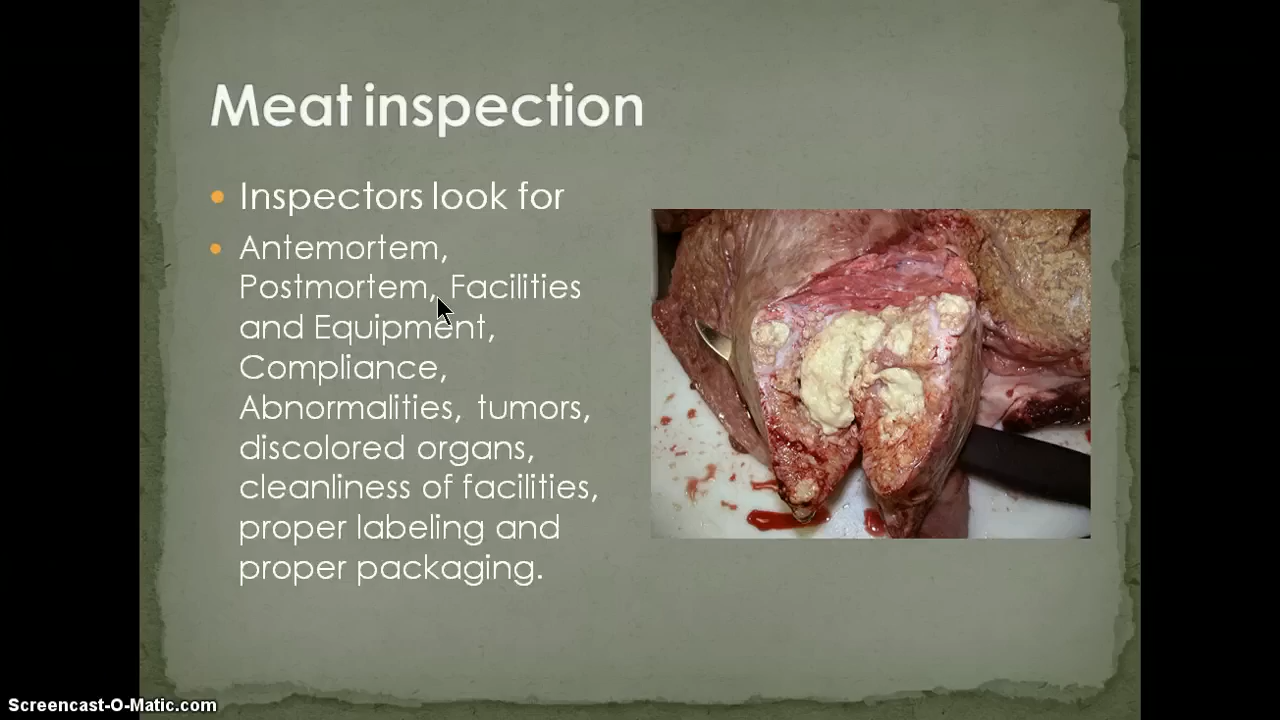 Meat inspection
Inspectors look for
Antemortem,
Postmortem, Facilities
and Equipment,
Compliance,
Abnormalities, tumors,
discolored organs,
cleanliness of facilities,
proper labeling and
proper packaging.
Screencast-O-Matic.com